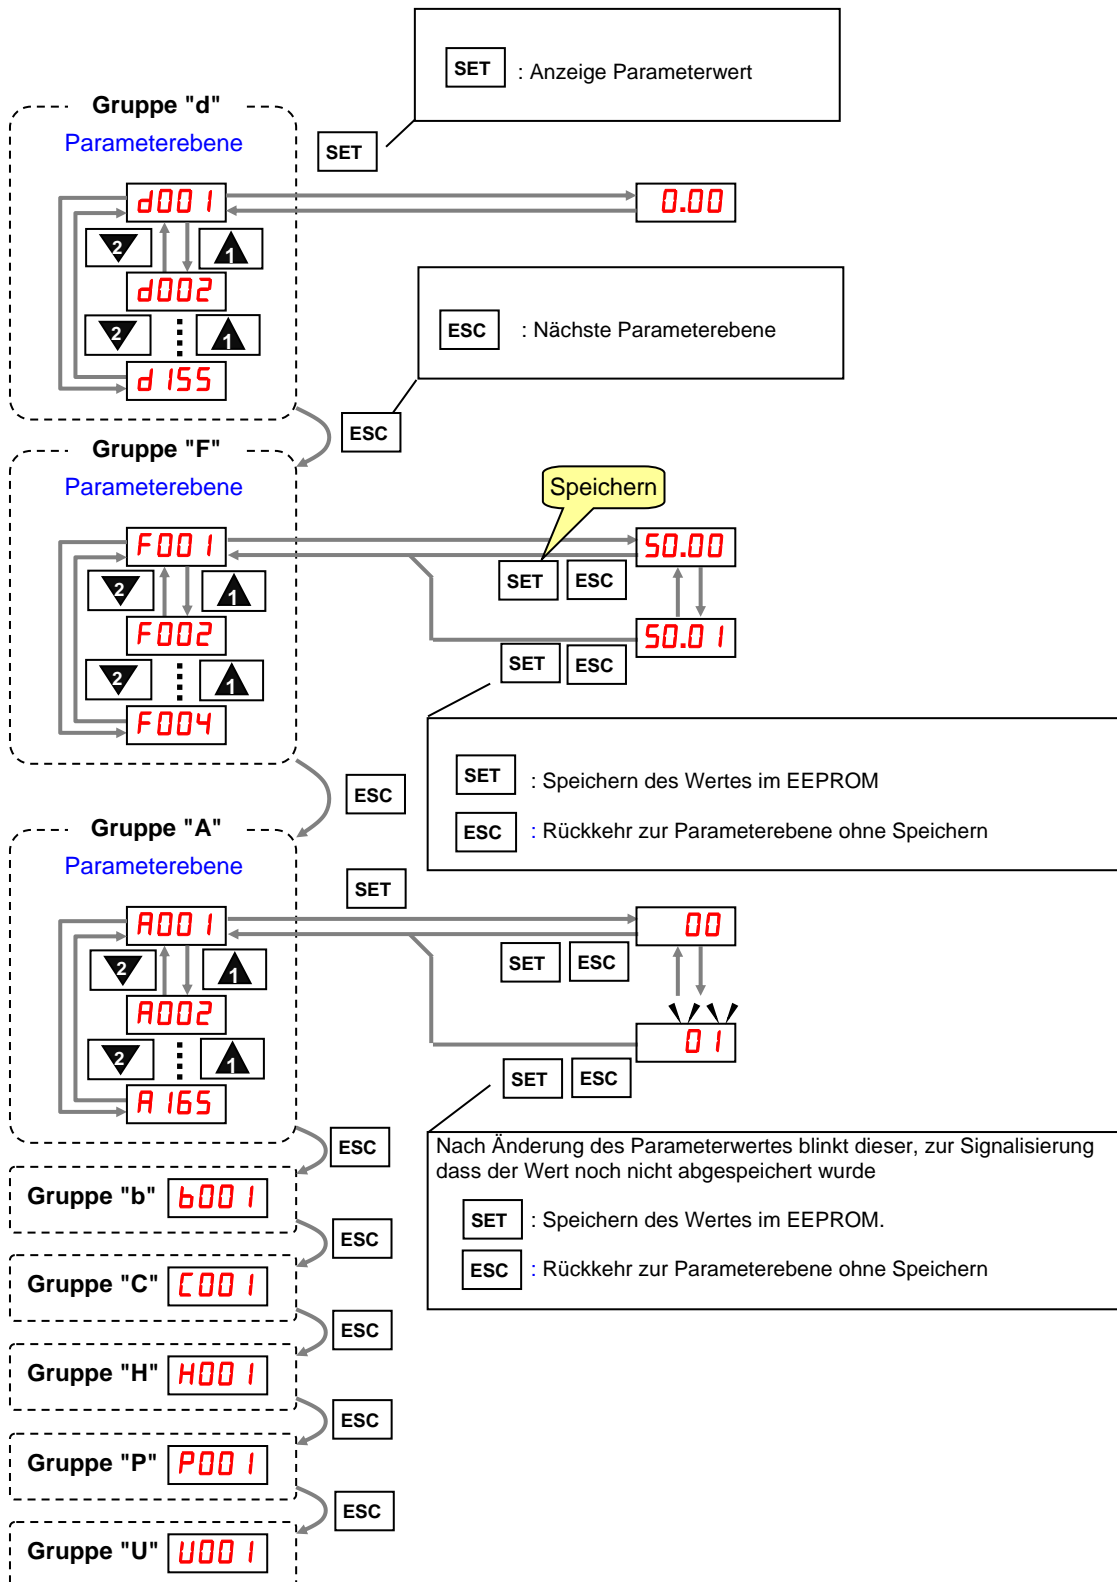 SET : Anzeige Parameterwert
Gruppe "d"
Parameterebene
SET
d001
0.00
2 1
d002
ESC : Nächste Parameterebene
2 1
d155
ESC
Gruppe "F"
Parameterebene
Speichern
F001
50.00
SET ESC
2 1
F002
50.01
SET ESC
2 1
F004
SET : Speichern des Wertes im EEPROM
ESC
ESC : Rückkehr zur Parameterebene ohne Speichern
Gruppe "A"
Parameterebene
SET
A001
00
SET ESC
2 1
A002
01
2 1
SET ESC
A165
Nach Änderung des Parameterwertes blinkt dieser, zur Signalisierung
dass der Wert noch nicht abgespeichert wurde
ESC
Gruppe "b" b001
SET : Speichern des Wertes im EEPROM.
ESC
ESC : Rückkehr zur Parameterebene ohne Speichern
Gruppe "C" C001
ESC
Gruppe "H" H001
ESC
Gruppe "P" P001
ESC
Gruppe "U" U001